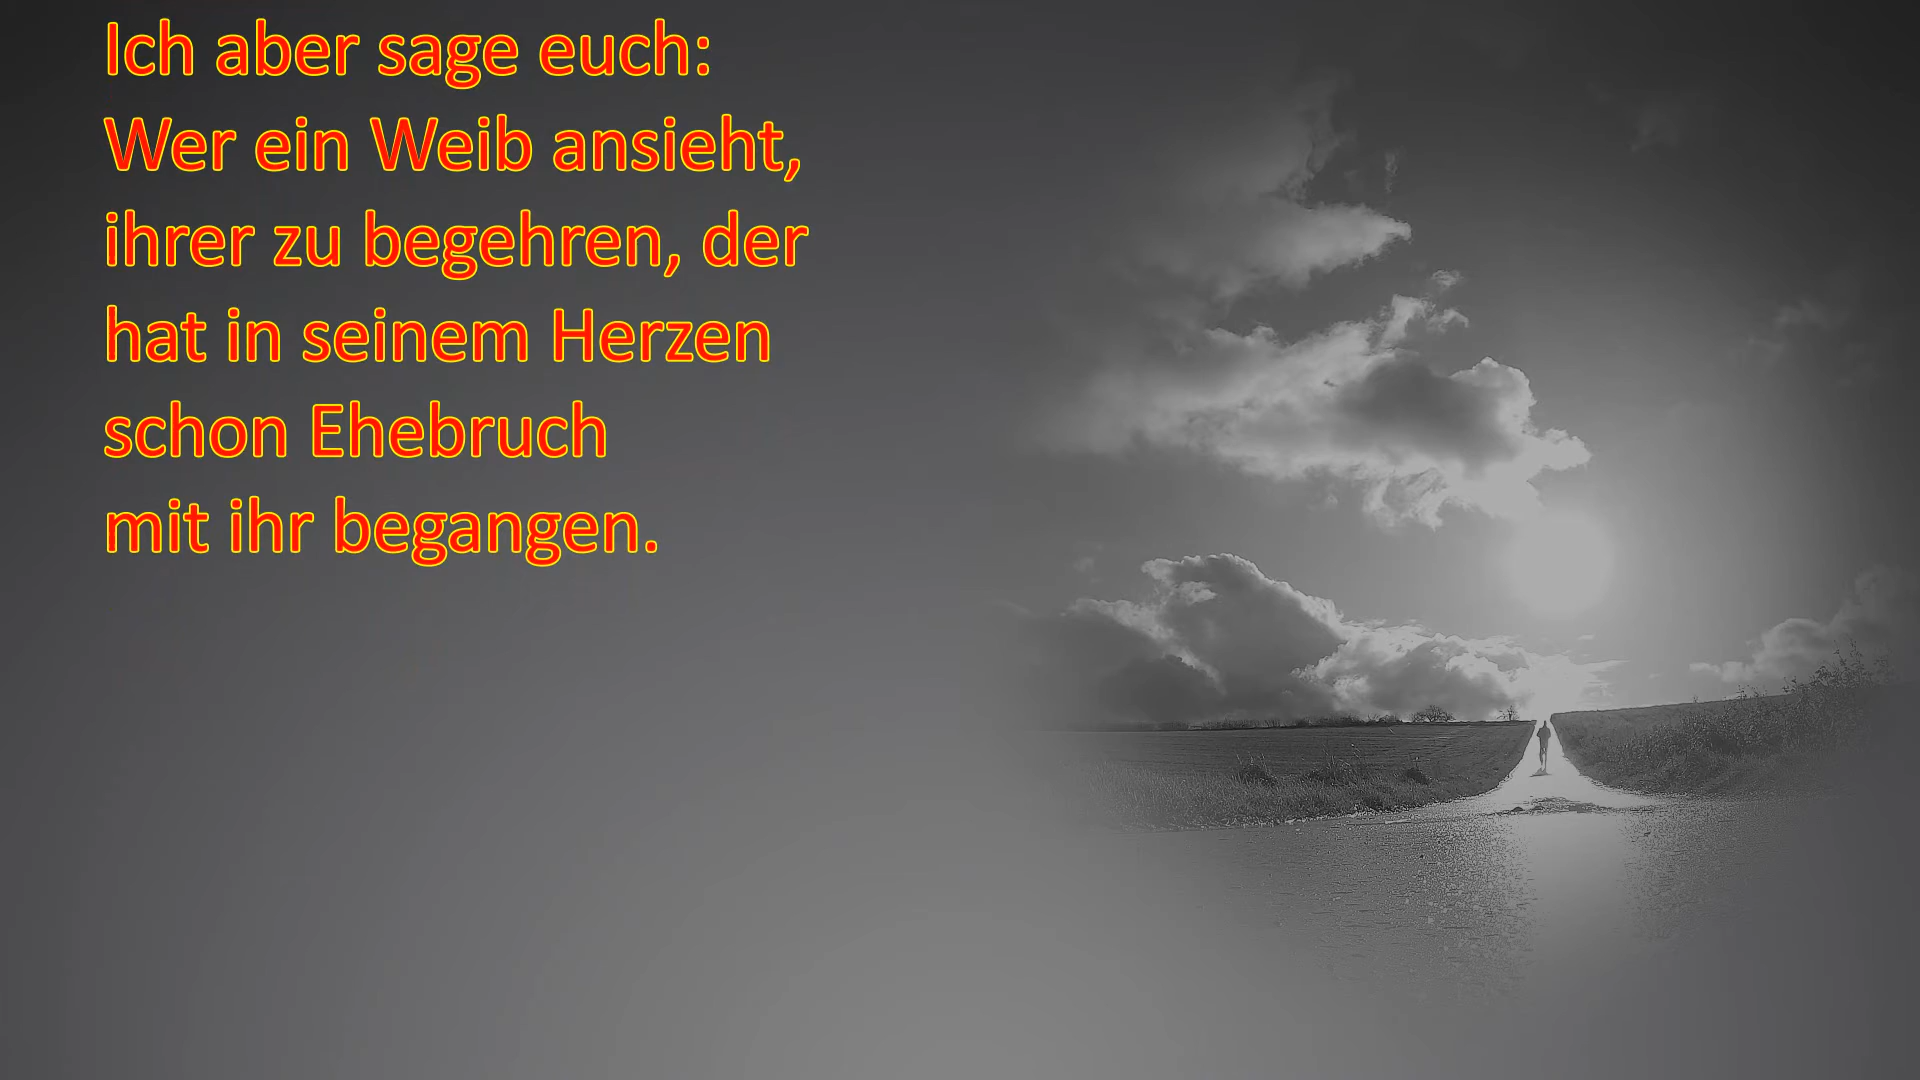 Ich aber sage euch:
Wer ein Weib ansieht,
ihrer zu begehren, der
hat in seinem Herzen
schon Ehebruch
mit ihr begangen.